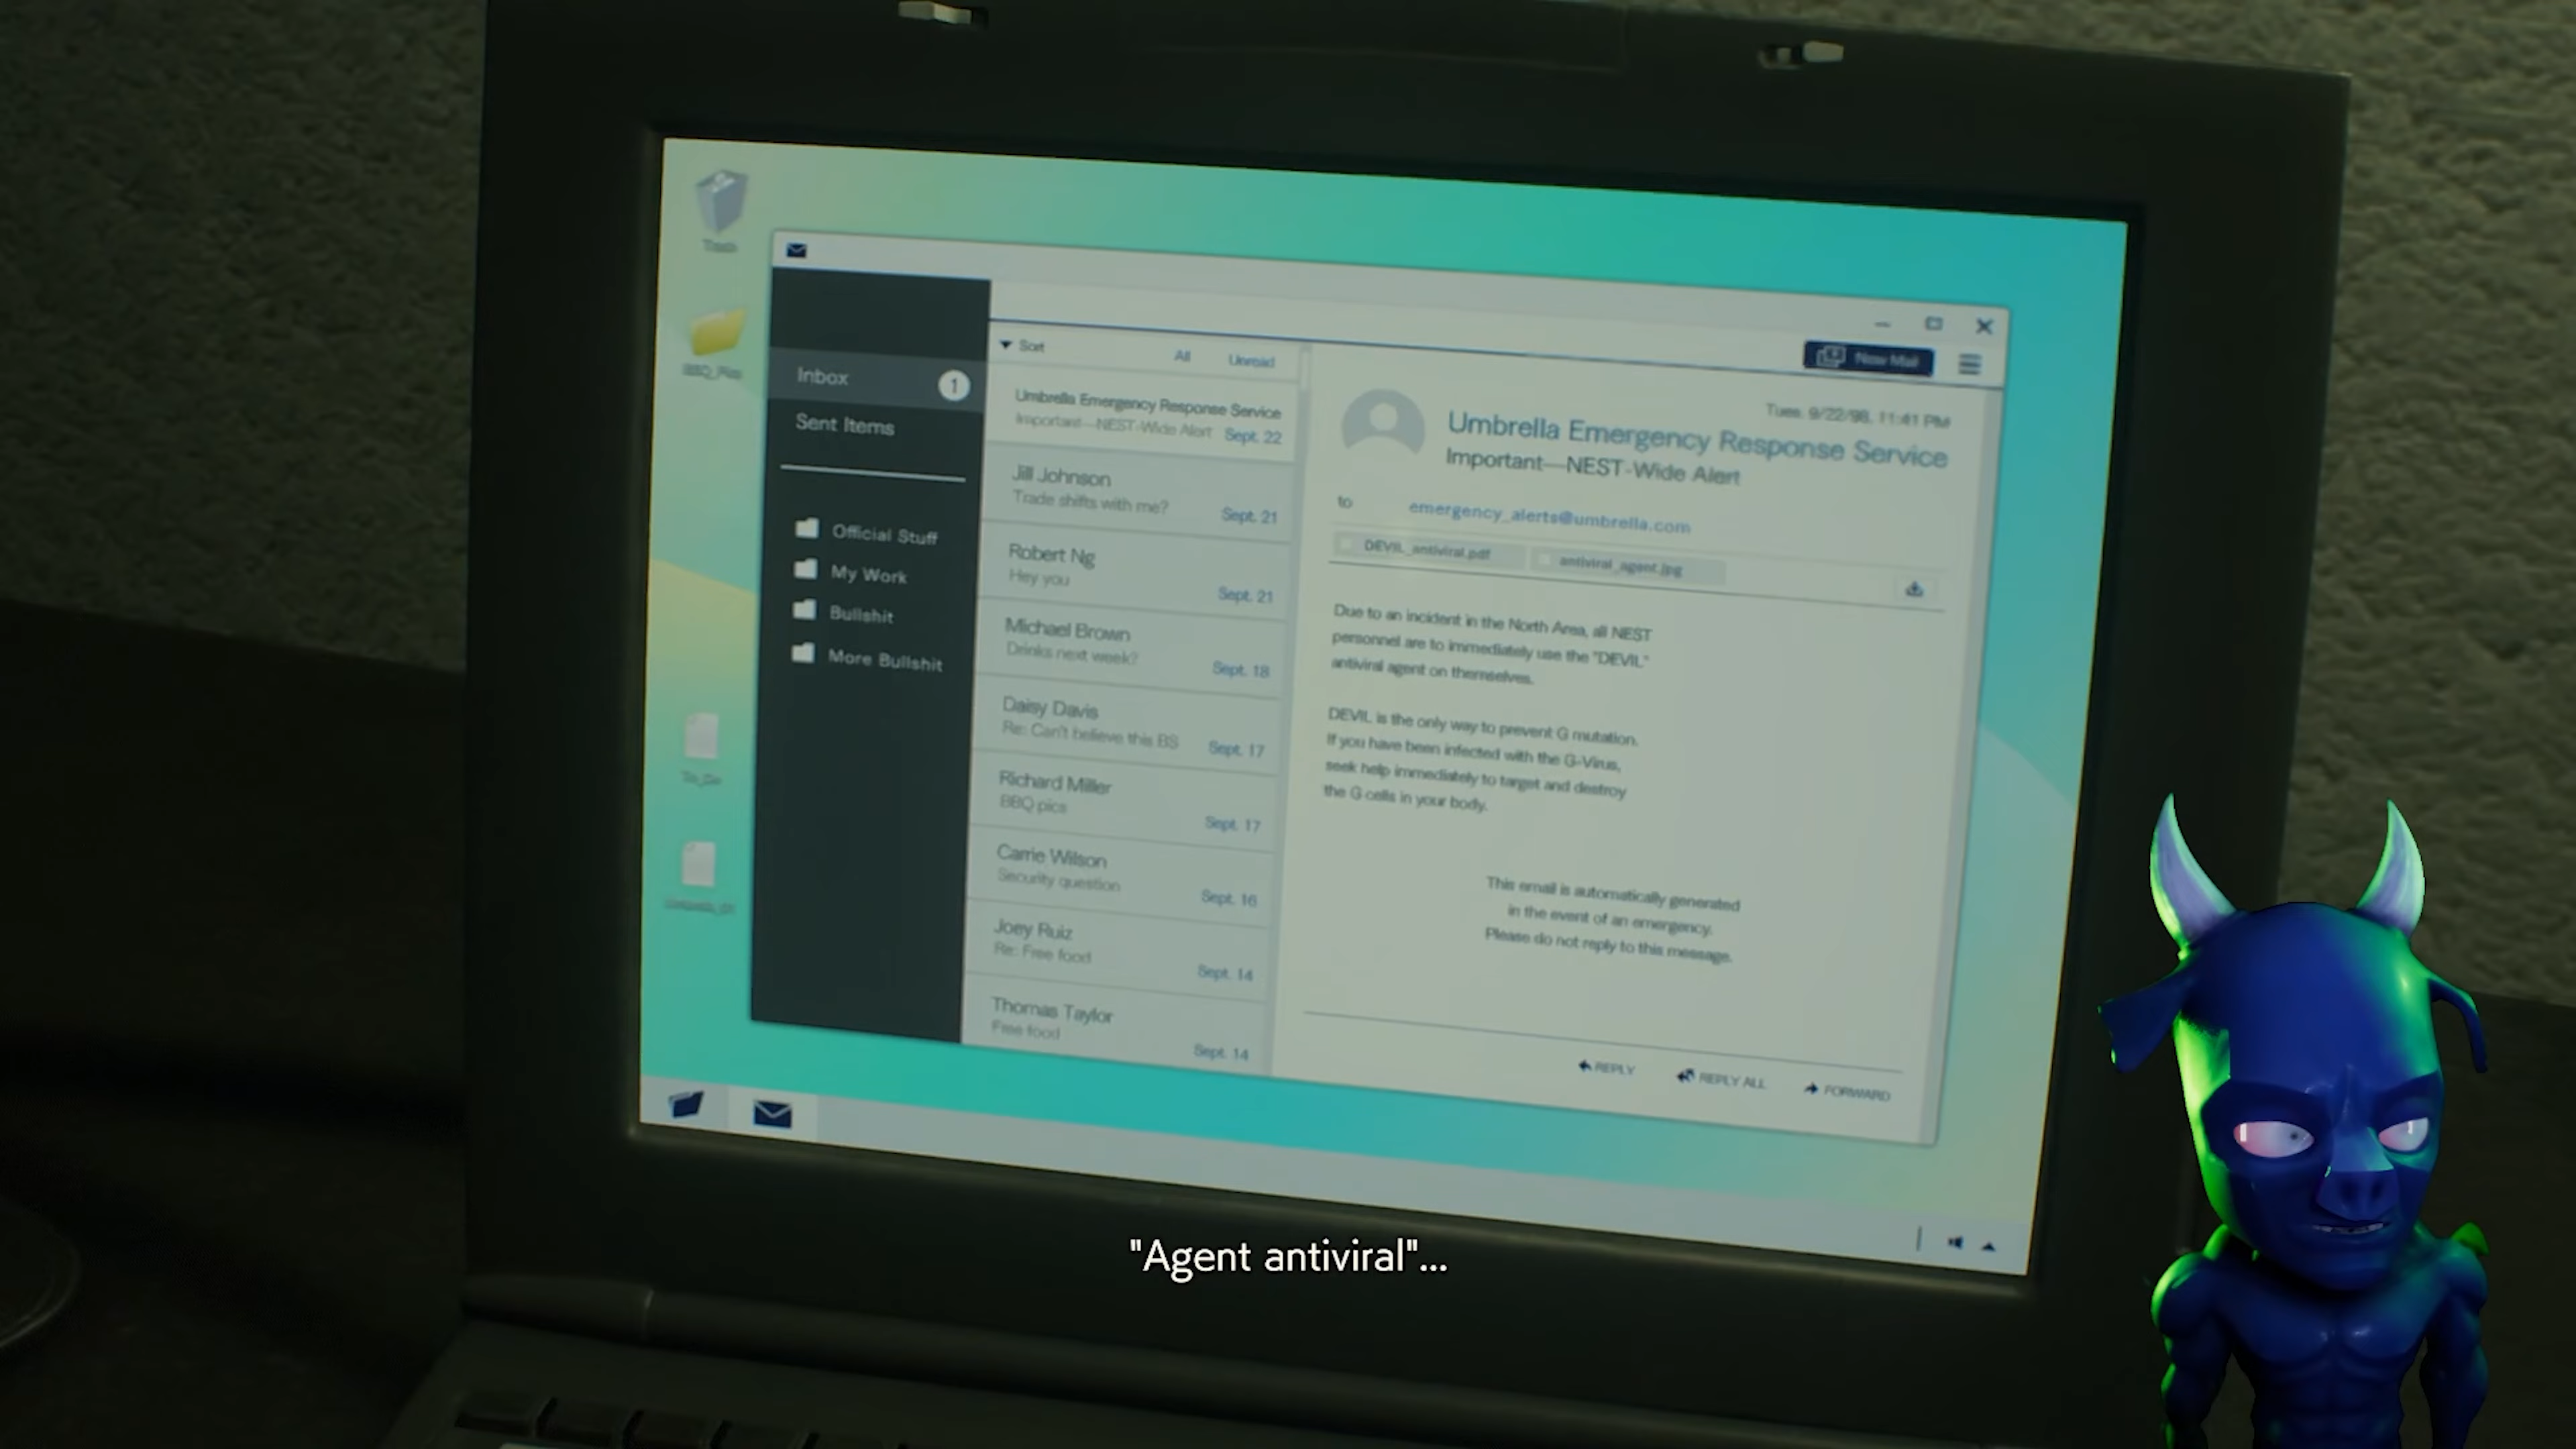 Trash
BBQ_Pics
To_Do
Inbox 1
Sent Items
Official Stuff
My Work
Bullshit
More Bullshit
Sort All Unread
Umbrella Emergency Response Service
Important—NEST-Wide Alert Sept. 22
Jill Johnson
Trade shifts with me? Sept. 21
Robert Ng
Hey you Sept. 21
Michael Brown
Drinks next week? Sept. 18
Daisy Davis
Re: Can't believe this BS Sept. 17
Richard Miller
BBQ pics Sept. 17
Carrie Wilson
Security question Sept. 16
Joey Ruiz
Re: Free food Sept. 14
Thomas Taylor
Free food Sept. 14
New Mail
Tues. 9/22/98, 11:41 PM
Umbrella Emergency Response Service
Important—NEST-Wide Alert
to emergency_alerts@umbrella.com
DEVIL_antiviral.pdf antiviral_agent.jpg
Due to an incident in the North Area, all NEST
personnel are to immediately use the "DEVIL"
antiviral agent on themselves.
DEVIL is the only way to prevent G mutation.
If you have been infected with the G-Virus,
seek help immediately to target and destroy
the G cells in your body.
This email is automatically generated
in the event of an emergency.
Please do not reply to this message.
REPLY REPLY ALL FORWARD
"Agent antiviral"...